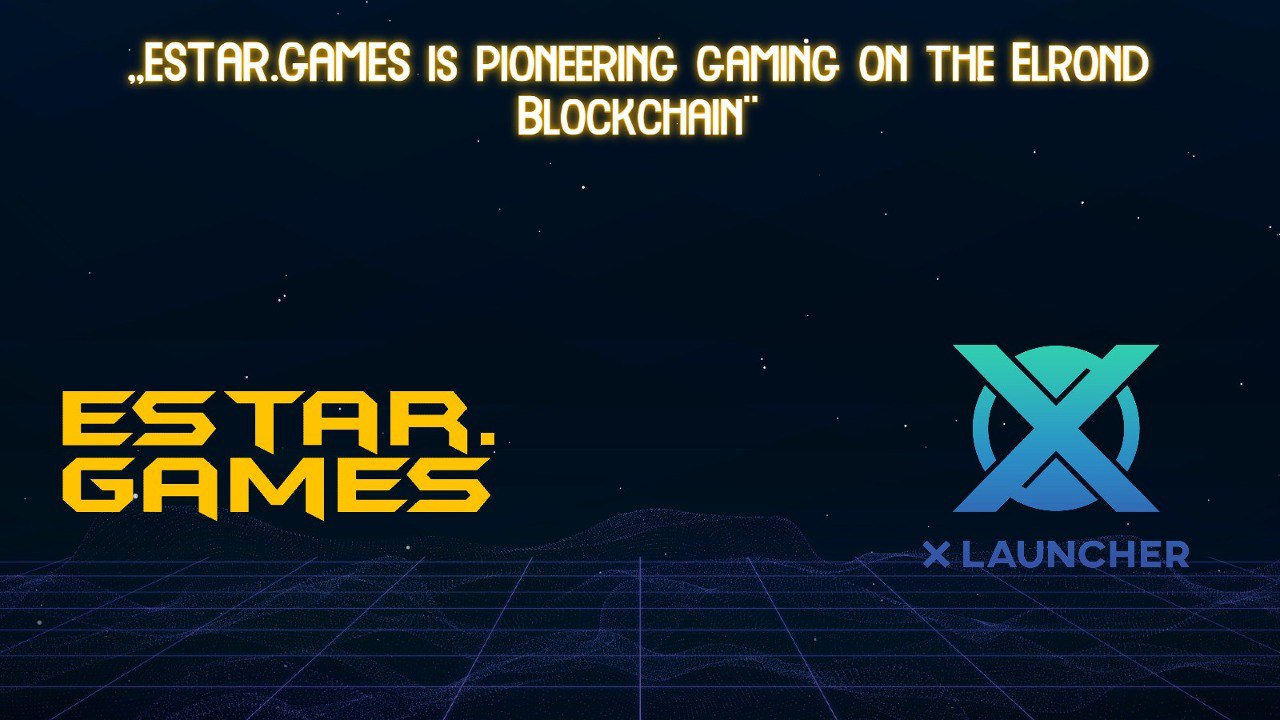 „ESTAR.GAMES is pioneering gaming on the Elrond
Blockchain¨
ESTAR.
GAMES
X LAUNCHER